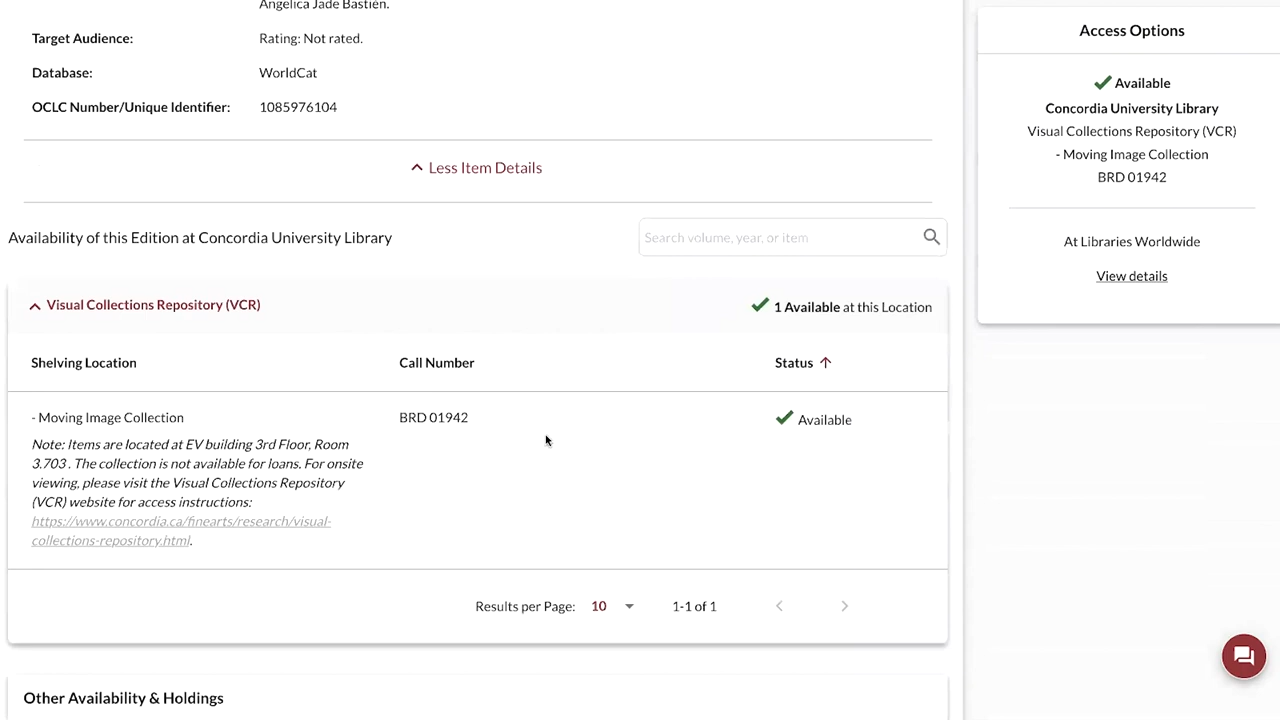 Angelica Jade Bastién.
Target Audience: Rating: Not rated.
Database: WorldCat
OCLC Number/Unique Identifier: 1085976104
Less Item Details
Availability of this Edition at Concordia University Library
Search volume, year, or item
Visual Collections Repository (VCR)
1 Available at this Location
Shelving Location Call Number Status
- Moving Image Collection BRD 01942 Available
Note: Items are located at EV building 3rd Floor, Room
3.703 . The collection is not available for loans. For onsite
viewing, please visit the Visual Collections Repository
(VCR) website for access instructions:
https://www.concordia.ca/finearts/research/visual-
collections-repository.html.
Results per Page: 10 1-1 of 1
Other Availability & Holdings
Access Options
Available
Concordia University Library
Visual Collections Repository (VCR)
- Moving Image Collection
BRD 01942
At Libraries Worldwide
View details